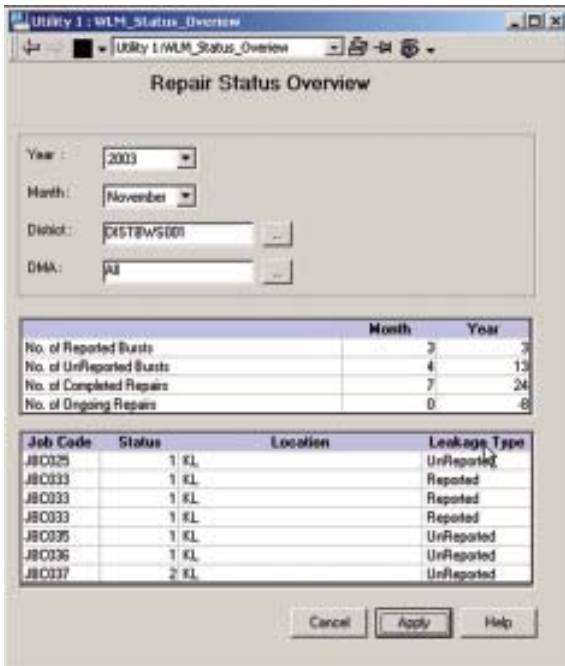 Utility 1 : WLM_Status_Overiew
Utility 1/WLM_Status_Overiew
Repair Status Overview
Year : 2003
Month : November
District : DISTBWS001 ...
DMA : All ...
Month Year
No. of Reported Bursts 3 3
No. of UnReported Bursts 4 13
No. of Completed Repairs 7 24
No. of Ongoing Repairs 0 -8
Job Code Status Location Leakage Type
JBC025 1 KL UnReported
JBC033 1 KL Reported
JBC033 1 KL Reported
JBC033 1 KL Reported
JBC035 1 KL UnReported
JBC036 1 KL UnReported
JBC037 2 KL UnReported
Cancel Apply Help